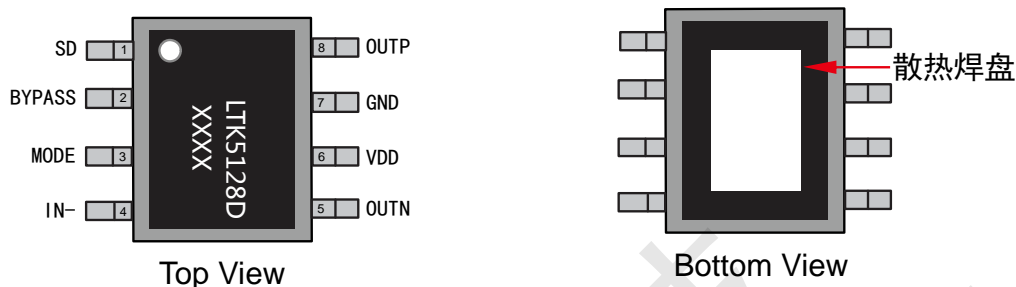 SD 1 8 OUTP
BYPASS 2 7 GND
MODE 3 6 VDD
IN- 4 5 OUTN
LTK5128D
XXXX
Top View
散热焊盘
Bottom View